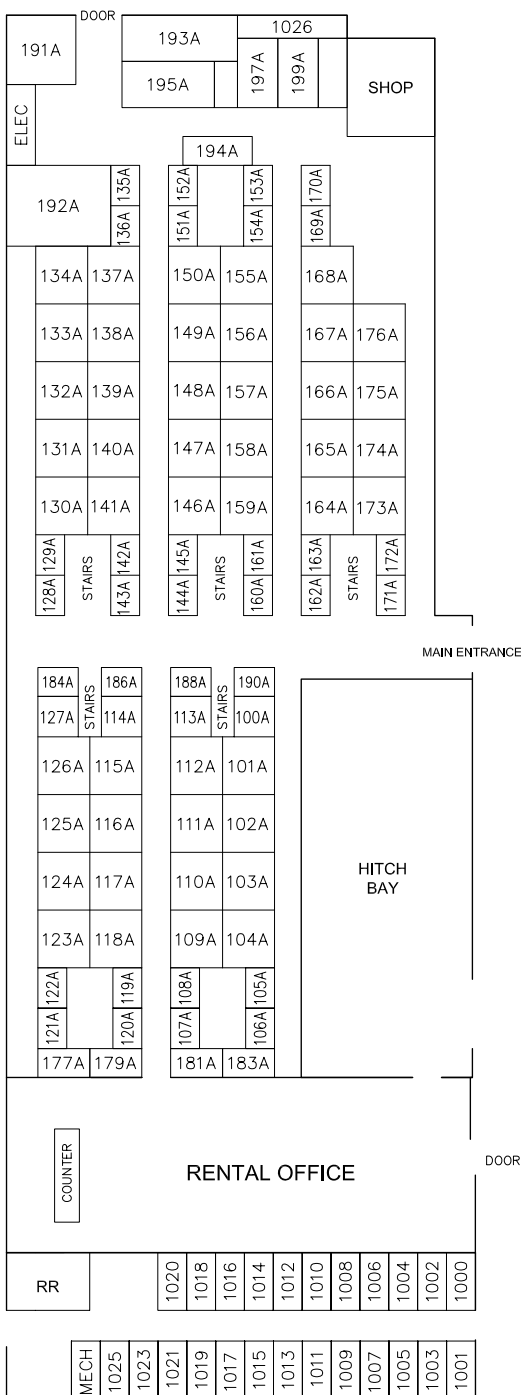 DOOR
191A
193A
1026
195A
197A
199A
SHOP
ELEC
194A
192A
135A
152A
153A
170A
136A
151A
154A
169A
134A 137A
150A 155A
168A
133A 138A
149A 156A
167A 176A
132A 139A
148A 157A
166A 175A
131A 140A
147A 158A
165A 174A
130A 141A
146A 159A
164A 173A
129A
STAIRS
142A
145A
STAIRS
161A
163A
STAIRS
172A
128A
143A
144A
160A
162A
171A
MAIN ENTRANCE
184A
STAIRS
186A
188A
STAIRS
190A
127A
114A
113A
100A
126A 115A
112A 101A
125A 116A
111A 102A
124A 117A
110A 103A
HITCH
BAY
123A 118A
109A 104A
122A
119A
108A
105A
121A
120A
107A
106A
177A 179A
181A 183A
COUNTER
RENTAL OFFICE
DOOR
RR
1020
1018
1016
1014
1012
1010
1008
1006
1004
1002
1000
MECH
1025
1023
1021
1019
1017
1015
1013
1011
1009
1007
1005
1003
1001